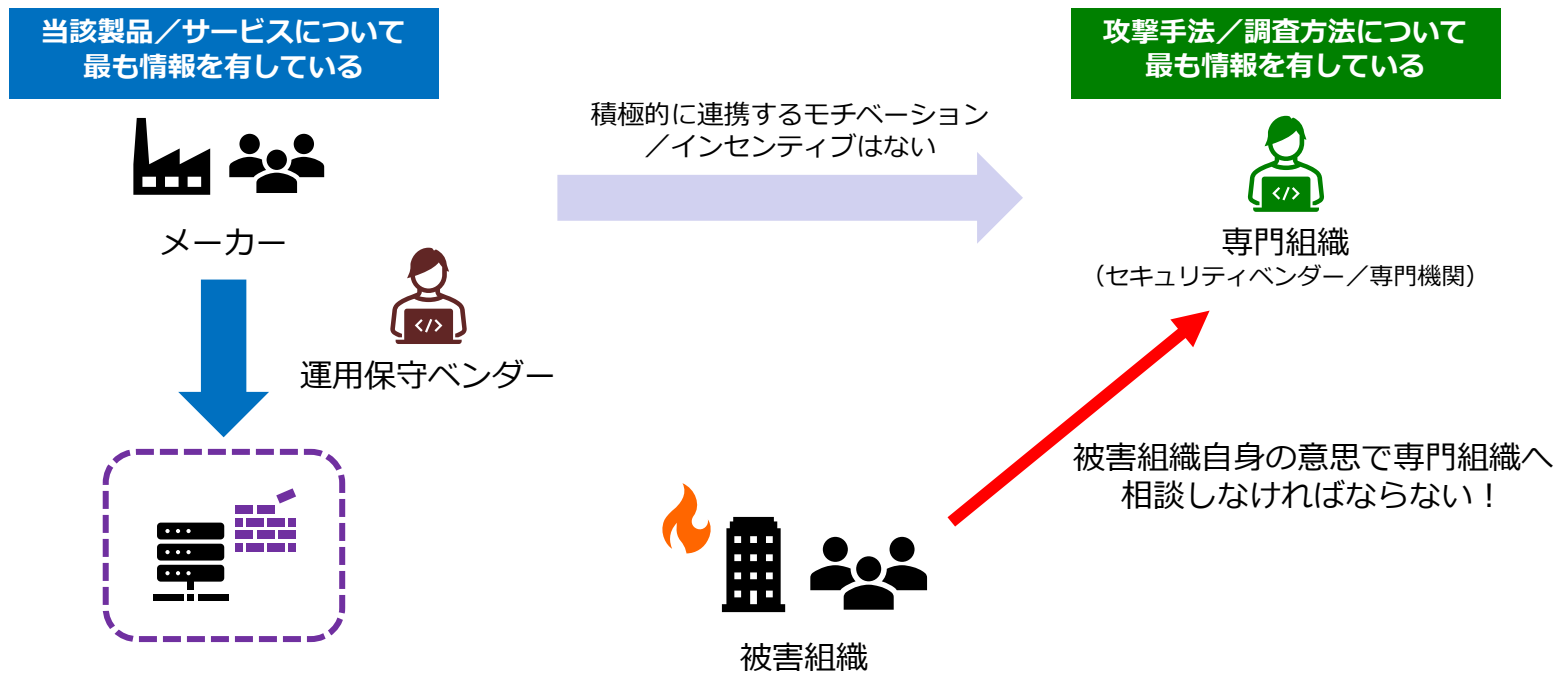 当該製品／サービスについて
最も情報を有している
攻撃手法／調査方法について
最も情報を有している
積極的に連携するモチベーション
／インセンティブはない
メーカー
専門組織
（セキュリティベンダー／専門機関）
運用保守ベンダー
被害組織自身の意思で専門組織へ
相談しなければならない！
被害組織